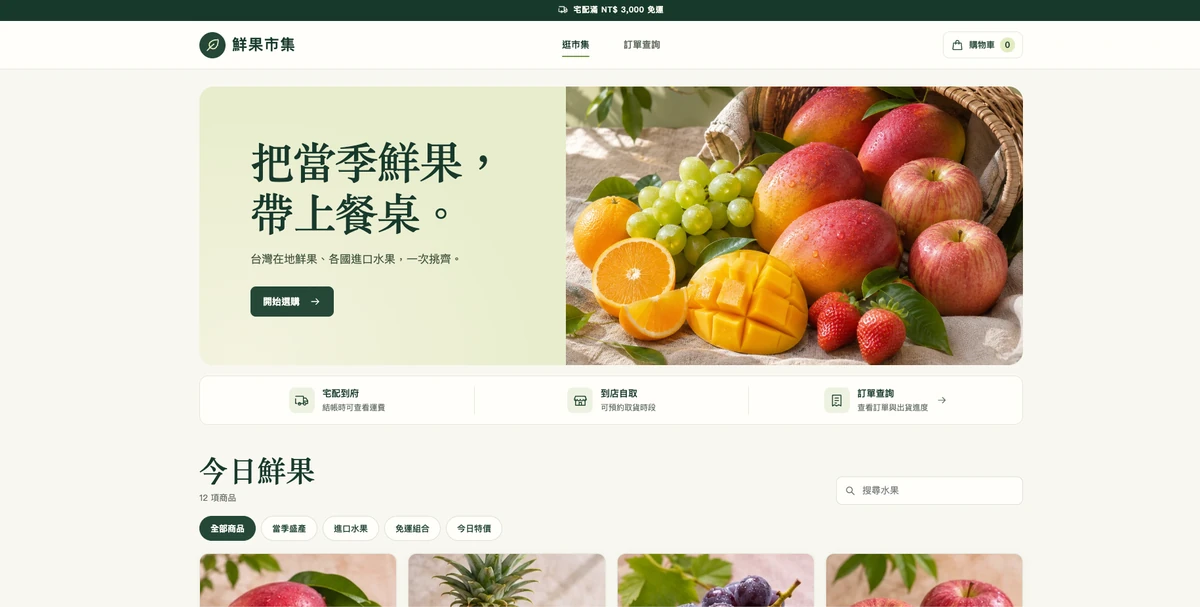 宅配滿 NT$ 3,000 免運
鮮果市集
逛市集
訂單查詢
購物車 0
把當季鮮果，
帶上餐桌。
台灣在地鮮果、各國進口水果，一次挑齊。
開始選購
宅配到府
結帳時可查看運費
到店自取
可預約取貨時段
訂單查詢
查看訂單與出貨進度
今日鮮果
12 項商品
搜尋水果
全部商品
當季盛產
進口水果
免運組合
今日特價